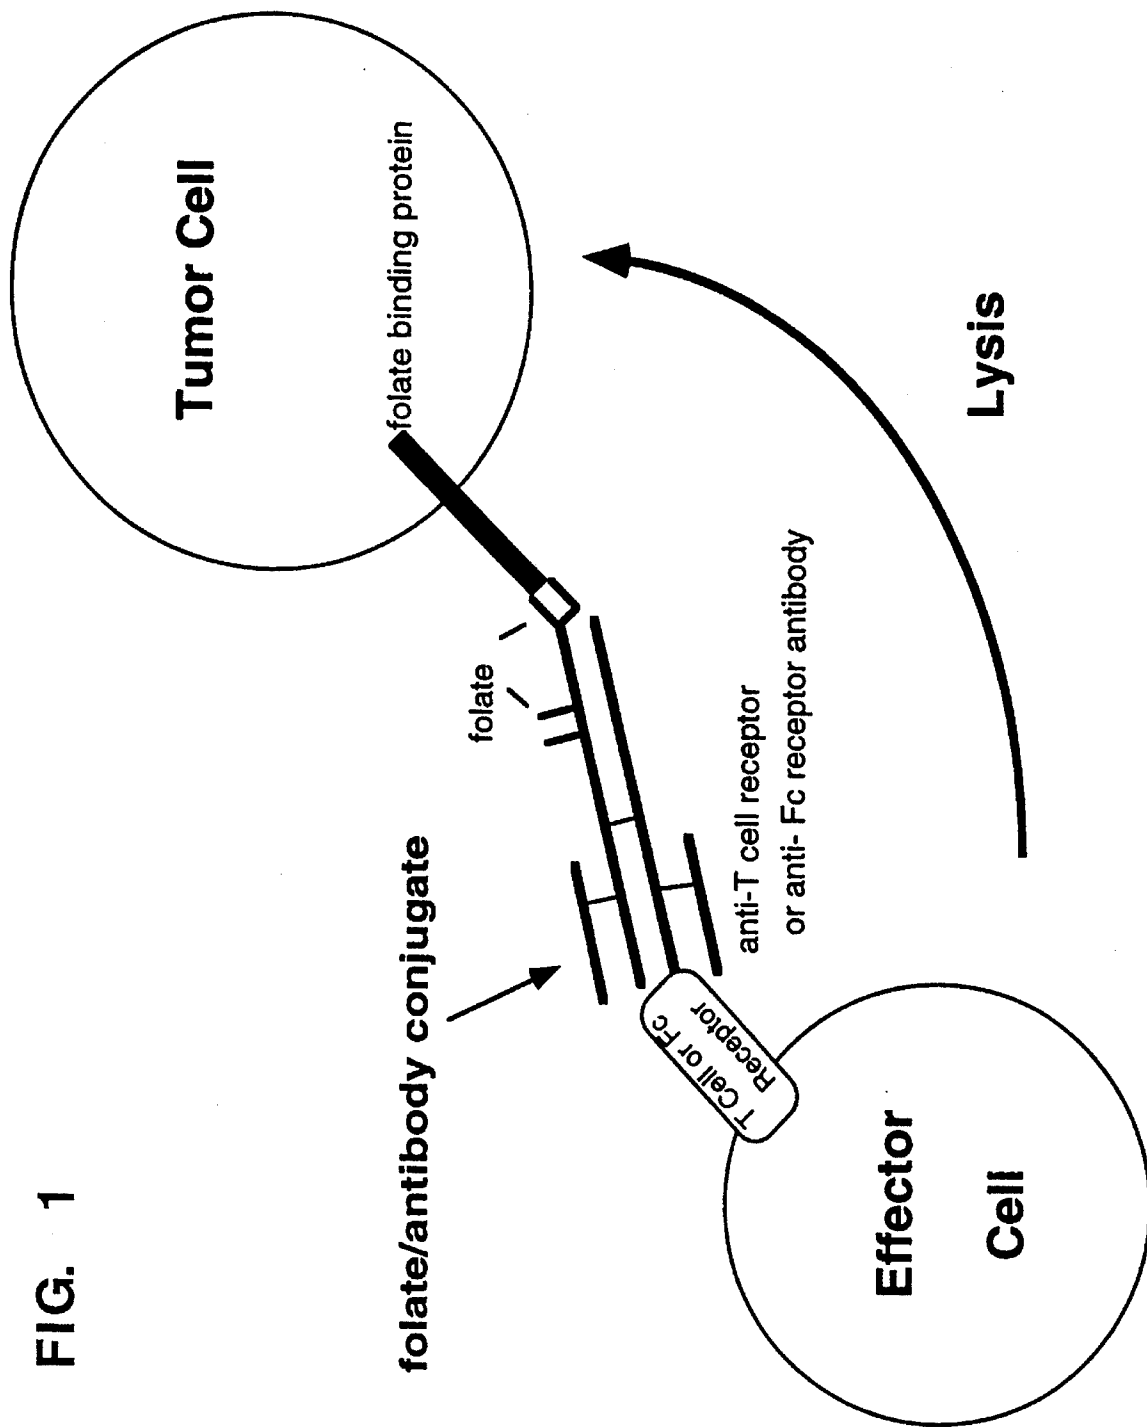 FIG. 1
Tumor Cell
folate binding protein
folate
folate/antibody conjugate
T Cell or Fc
Receptor
anti-T cell receptor
or anti- Fc receptor antibody
Effector
Cell
Lysis